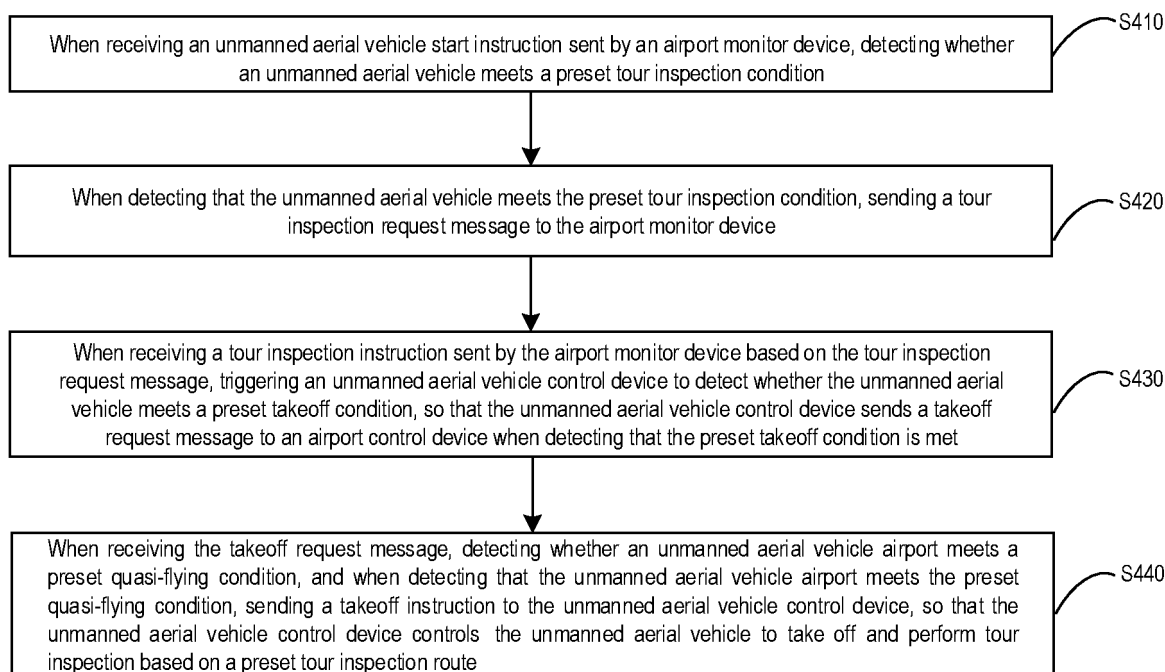 S410
When receiving an unmanned aerial vehicle start instruction sent by an airport monitor device, detecting whether
an unmanned aerial vehicle meets a preset tour inspection condition
S420
When detecting that the unmanned aerial vehicle meets the preset tour inspection condition, sending a tour
inspection request message to the airport monitor device
S430
When receiving a tour inspection instruction sent by the airport monitor device based on the tour inspection
request message, triggering an unmanned aerial vehicle control device to detect whether the unmanned aerial
vehicle meets a preset takeoff condition, so that the unmanned aerial vehicle control device sends a takeoff
request message to an airport control device when detecting that the preset takeoff condition is met
S440
When receiving the takeoff request message, detecting whether an unmanned aerial vehicle airport meets a
preset quasi-flying condition, and when detecting that the unmanned aerial vehicle airport meets the preset
quasi-flying condition, sending a takeoff instruction to the unmanned aerial vehicle control device, so that the
unmanned aerial vehicle control device controls the unmanned aerial vehicle to take off and perform tour
inspection based on a preset tour inspection route